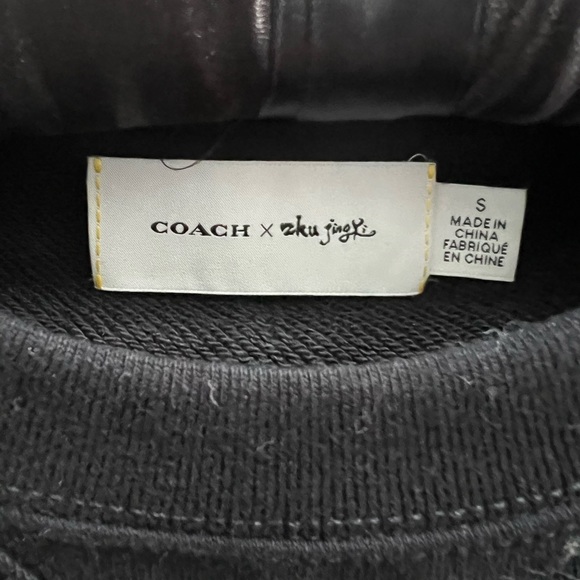 COACH × zhu jingyi
S
MADE IN
CHINA
FABRIQUÉ
EN CHINE